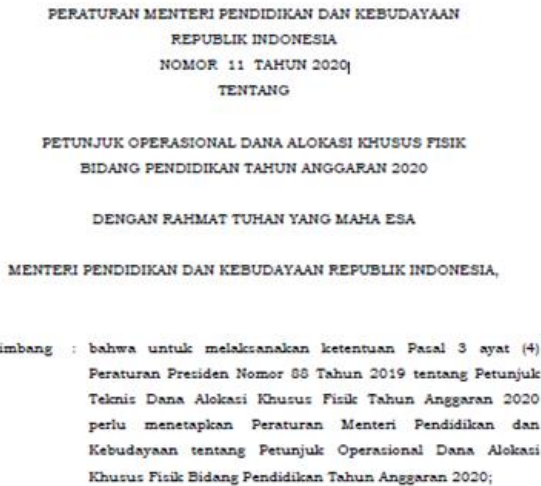 PERATURAN MENTERI PENDIDIKAN DAN KEBUDAYAAN
REPUBLIK INDONESIA
NOMOR 11 TAHUN 2020
TENTANG
PETUNJUK OPERASIONAL DANA ALOKASI KHUSUS FISIK
BIDANG PENDIDIKAN TAHUN ANGGARAN 2020
DENGAN RAHMAT TUHAN YANG MAHA ESA
MENTERI PENDIDIKAN DAN KEBUDAYAAN REPUBLIK INDONESIA,
imbang : bahwa untuk melaksanakan ketentuan Pasal 3 ayat (4)
Peraturan Presiden Nomor 88 Tahun 2019 tentang Petunjuk
Teknis Dana Alokasi Khusus Fisik Tahun Anggaran 2020
perlu menetapkan Peraturan Menteri Pendidikan dan
Kebudayaan tentang Petunjuk Operasional Dana Alokasi
Khusus Fisik Bidang Pendidikan Tahun Anggaran 2020;